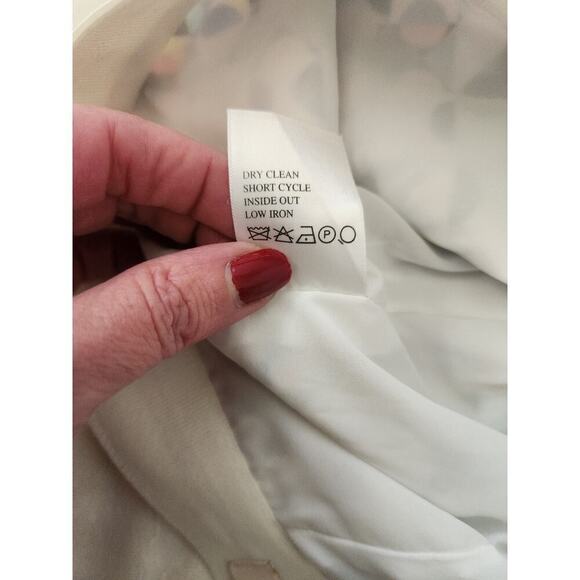 DRY CLEAN
SHORT CYCLE
INSIDE OUT
LOW IRON
P